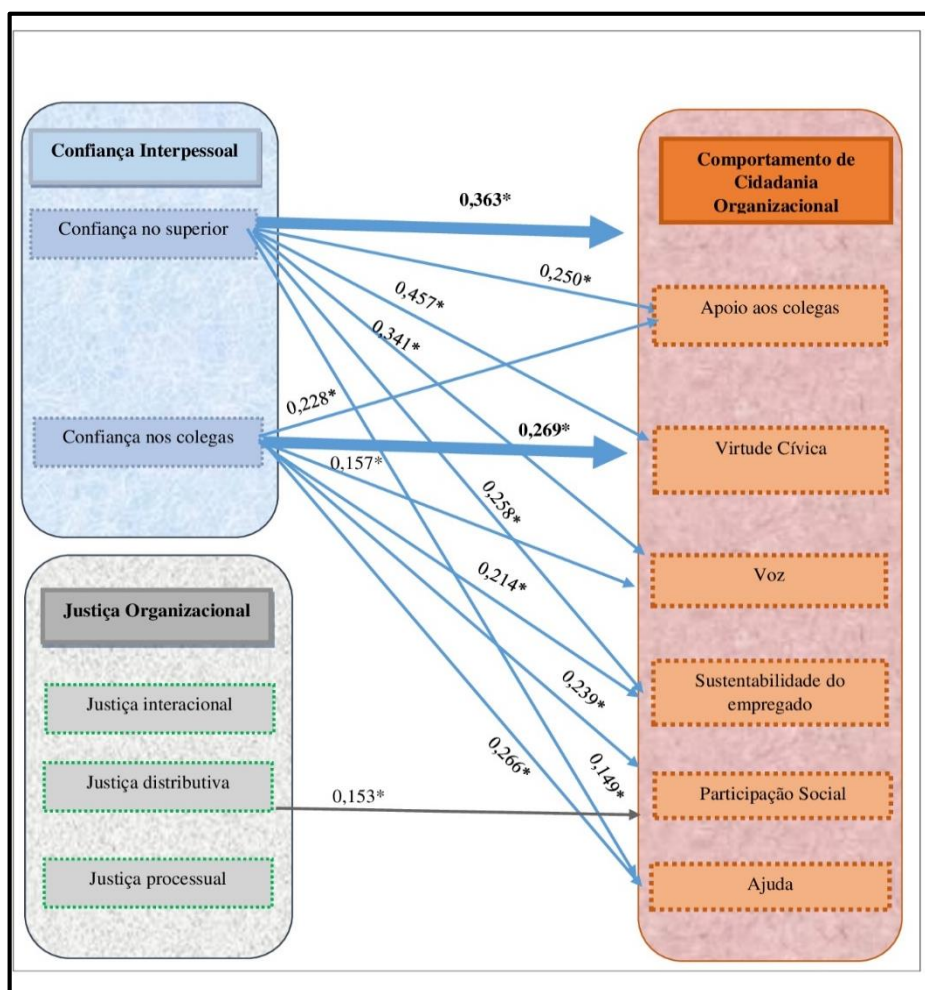 Confiança Interpessoal
Confiança no superior
Confiança nos colegas
Justiça Organizacional
Justiça interacional
Justiça distributiva
Justiça processual
0,363*
0,250*
0,457*
0,341*
0,228*
0,269*
0,157*
0,258*
0,214*
0,239*
0,266*
0,149*
0,153*
Comportamento de
Cidadania
Organizacional
Apoio aos colegas
Virtude Cívica
Voz
Sustentabilidade do
empregado
Participação Social
Ajuda